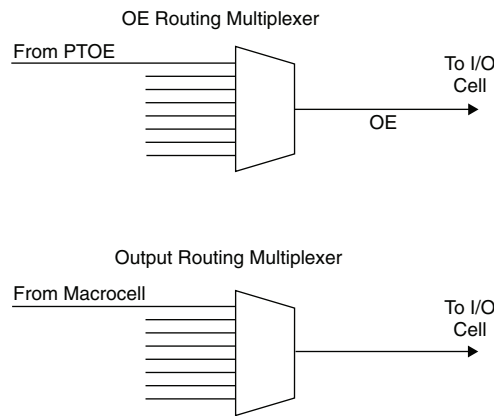 OE Routing Multiplexer
From PTOE
To I/O
Cell
OE
Output Routing Multiplexer
From Macrocell
To I/O
Cell